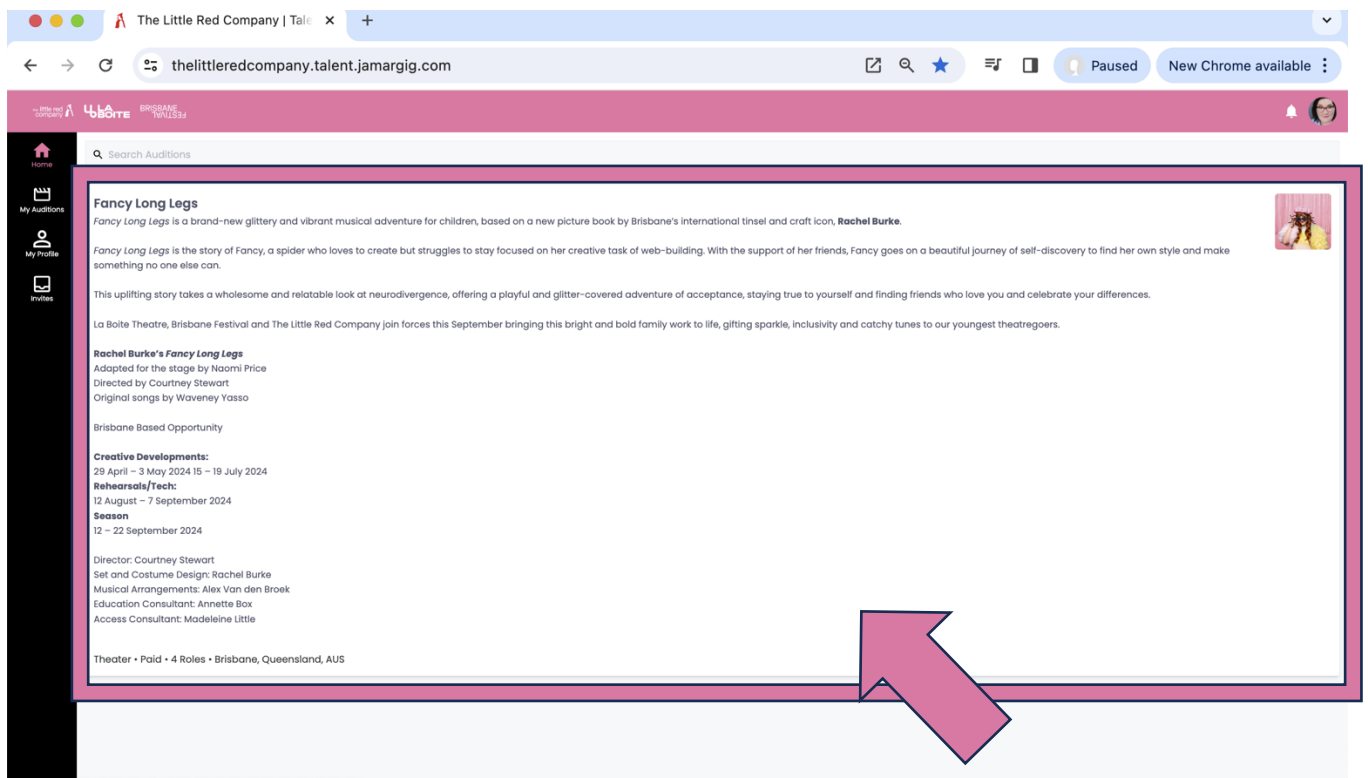 The Little Red Company | Tale
thelittleredcompany.talent.jamargig.com
Paused
New Chrome available
the little red
company
LA
BOITE
BRISBANE
FESTIVAL
Search Auditions
Home
My Auditions
My Profile
Invites
Fancy Long Legs
Fancy Long Legs is a brand-new glittery and vibrant musical adventure for children, based on a new picture book by Brisbane's international tinsel and craft icon, Rachel Burke.
Fancy Long Legs is the story of Fancy, a spider who loves to create but struggles to stay focused on her creative task of web-building. With the support of her friends, Fancy goes on a beautiful journey of self-discovery to find her own style and make
something no one else can.
This uplifting story takes a wholesome and relatable look at neurodivergence, offering a playful and glitter-covered adventure of acceptance, staying true to yourself and finding friends who love you and celebrate your differences.
La Boite Theatre, Brisbane Festival and The Little Red Company join forces this September bringing this bright and bold family work to life, gifting sparkle, inclusivity and catchy tunes to our youngest theatregoers.
Rachel Burke's Fancy Long Legs
Adapted for the stage by Naomi Price
Directed by Courtney Stewart
Original songs by Waveney Yasso
Brisbane Based Opportunity
Creative Developments:
29 April – 3 May 2024 15 – 19 July 2024
Rehearsals/Tech:
12 August – 7 September 2024
Season
12 – 22 September 2024
Director: Courtney Stewart
Set and Costume Design: Rachel Burke
Musical Arrangements: Alex Van den Broek
Education Consultant: Annette Box
Access Consultant: Madeleine Little
Theater • Paid • 4 Roles • Brisbane, Queensland, AUS